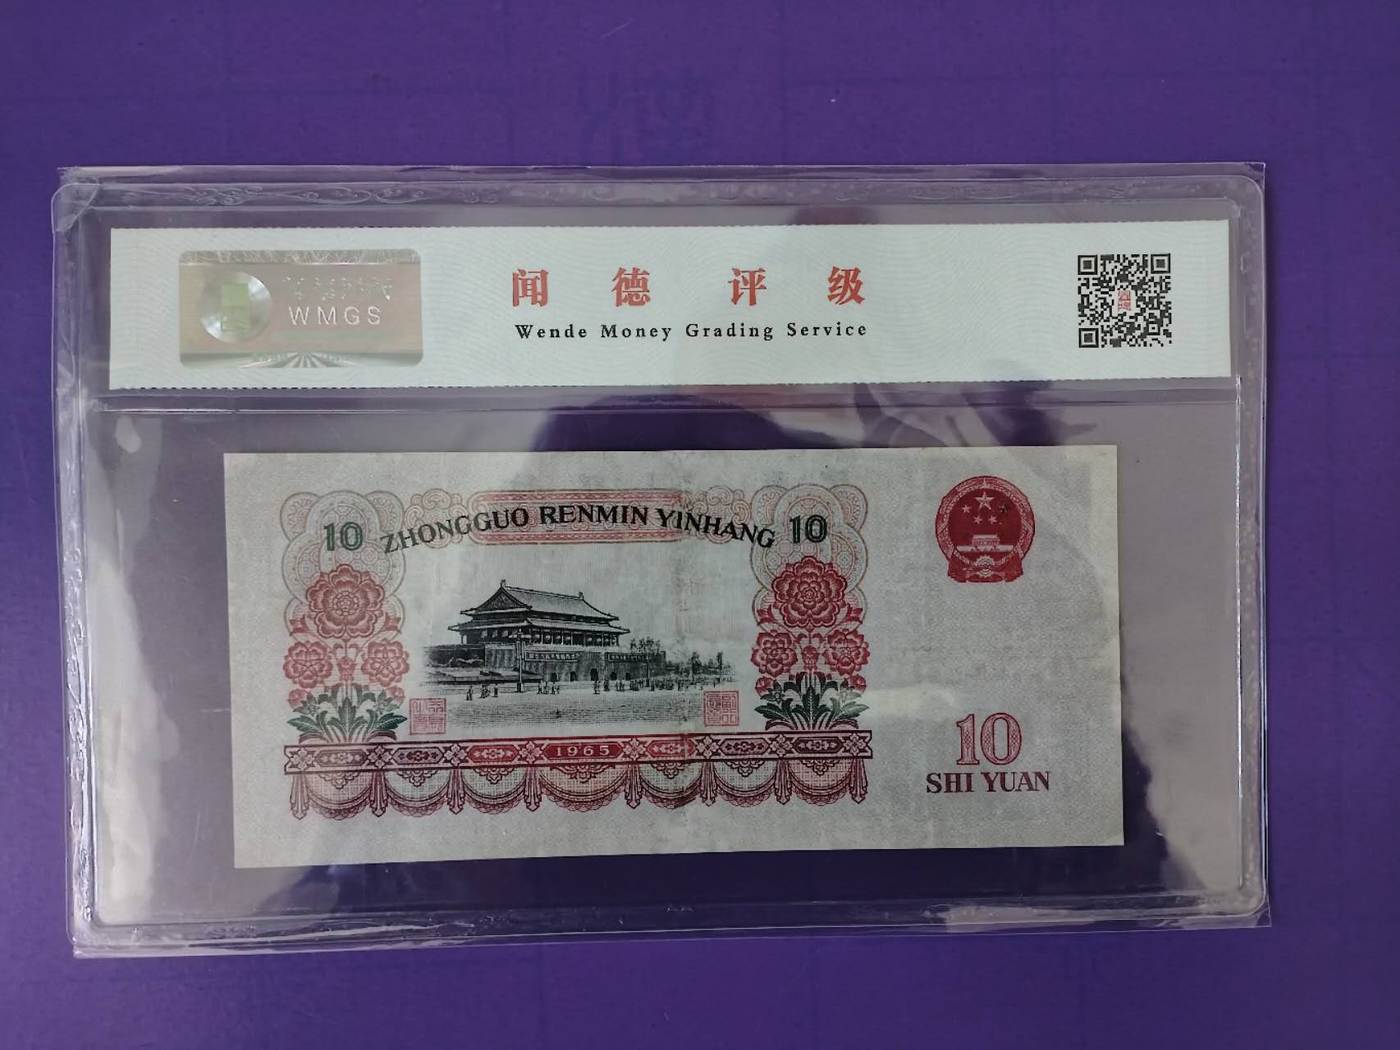 WMGS
闻德评级
Wende Money Grading Service
10 ZHONGGUO RENMIN YINHANG 10
1965
10
SHI YUAN